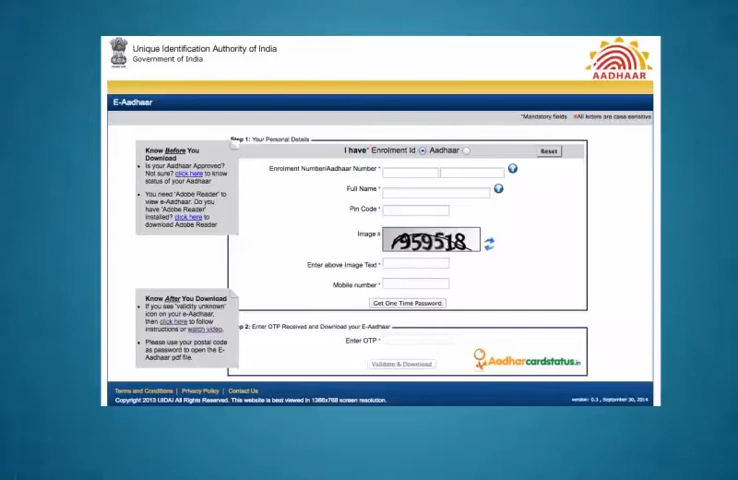 Unique Identification Authority of India
Government of India
AADHAAR
E-Aadhaar
*Mandatory fields #All letters are case-sensitive
Step 1: Your Personal Details
I have* Enrolment Id Aadhaar Reset
Know Before You Download
• Is your Aadhaar Approved?
Not sure? click here to know
status of your Aadhaar
• You need 'Adobe Reader' to
view e-Aadhaar. Do you
have 'Adobe Reader'
installed? click here to
download Adobe Reader
Enrolment Number/Aadhaar Number *
Full Name *
Pin Code *
Image #
959518
Enter above Image Text *
Mobile number *
Get One Time Password
Know After You Download
• If you see 'validity unknown'
icon on your e-Aadhaar,
then click here to follow
instructions or watch video.
• Please use your postal code
as password to open the E-
Aadhaar pdf file.
p 2: Enter OTP Received and Download your E-Aadhaar
Enter OTP *
Validate & Download
Aadharcardstatus.in
Terms and Conditions | Privacy Policy | Contact Us
Copyright 2013 UIDAI All Rights Reserved. This website is best viewed in 1366x768 screen resolution.
version: 0.3 , September 30, 2014